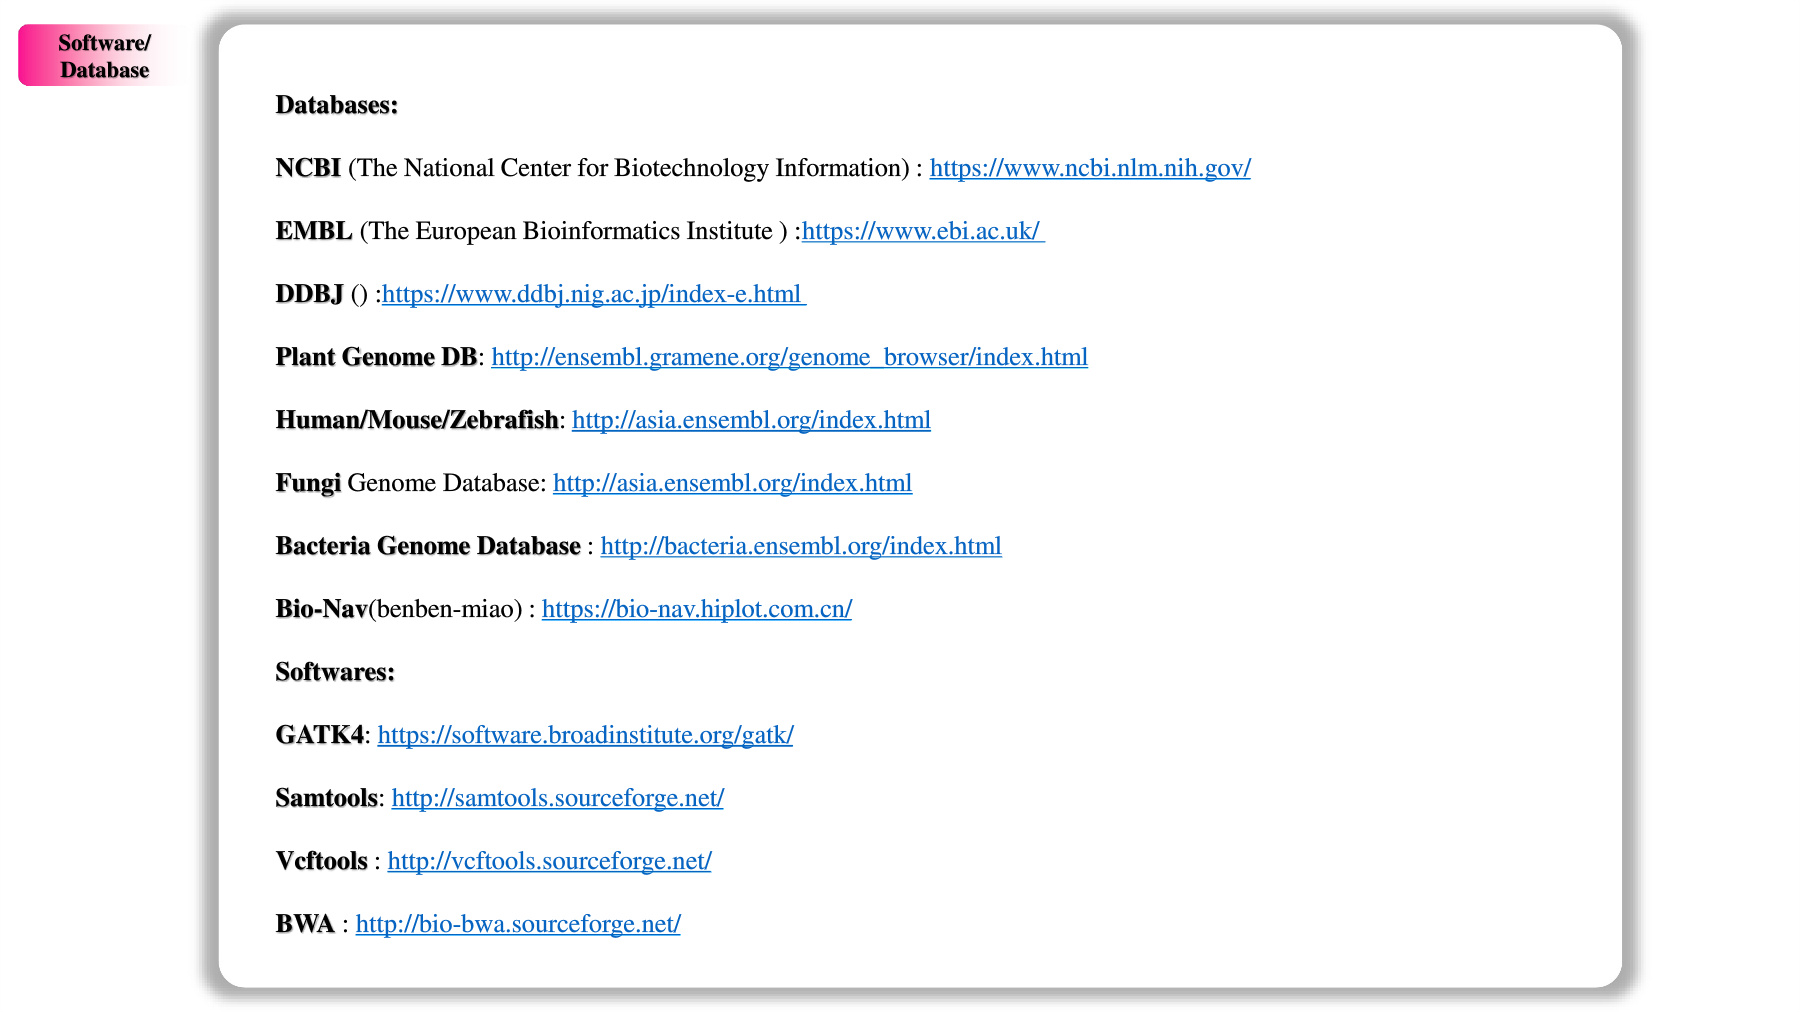 Software/
Database
Databases:
NCBI (The National Center for Biotechnology Information) : https://www.ncbi.nlm.nih.gov/
EMBL (The European Bioinformatics Institute ) :https://www.ebi.ac.uk/
DDBJ () :https://www.ddbj.nig.ac.jp/index-e.html
Plant Genome DB: http://ensembl.gramene.org/genome_browser/index.html
Human/Mouse/Zebrafish: http://asia.ensembl.org/index.html
Fungi Genome Database: http://asia.ensembl.org/index.html
Bacteria Genome Database : http://bacteria.ensembl.org/index.html
Bio-Nav(benben-miao) : https://bio-nav.hiplot.com.cn/
Softwares:
GATK4: https://software.broadinstitute.org/gatk/
Samtools: http://samtools.sourceforge.net/
Vcftools : http://vcftools.sourceforge.net/
BWA : http://bio-bwa.sourceforge.net/